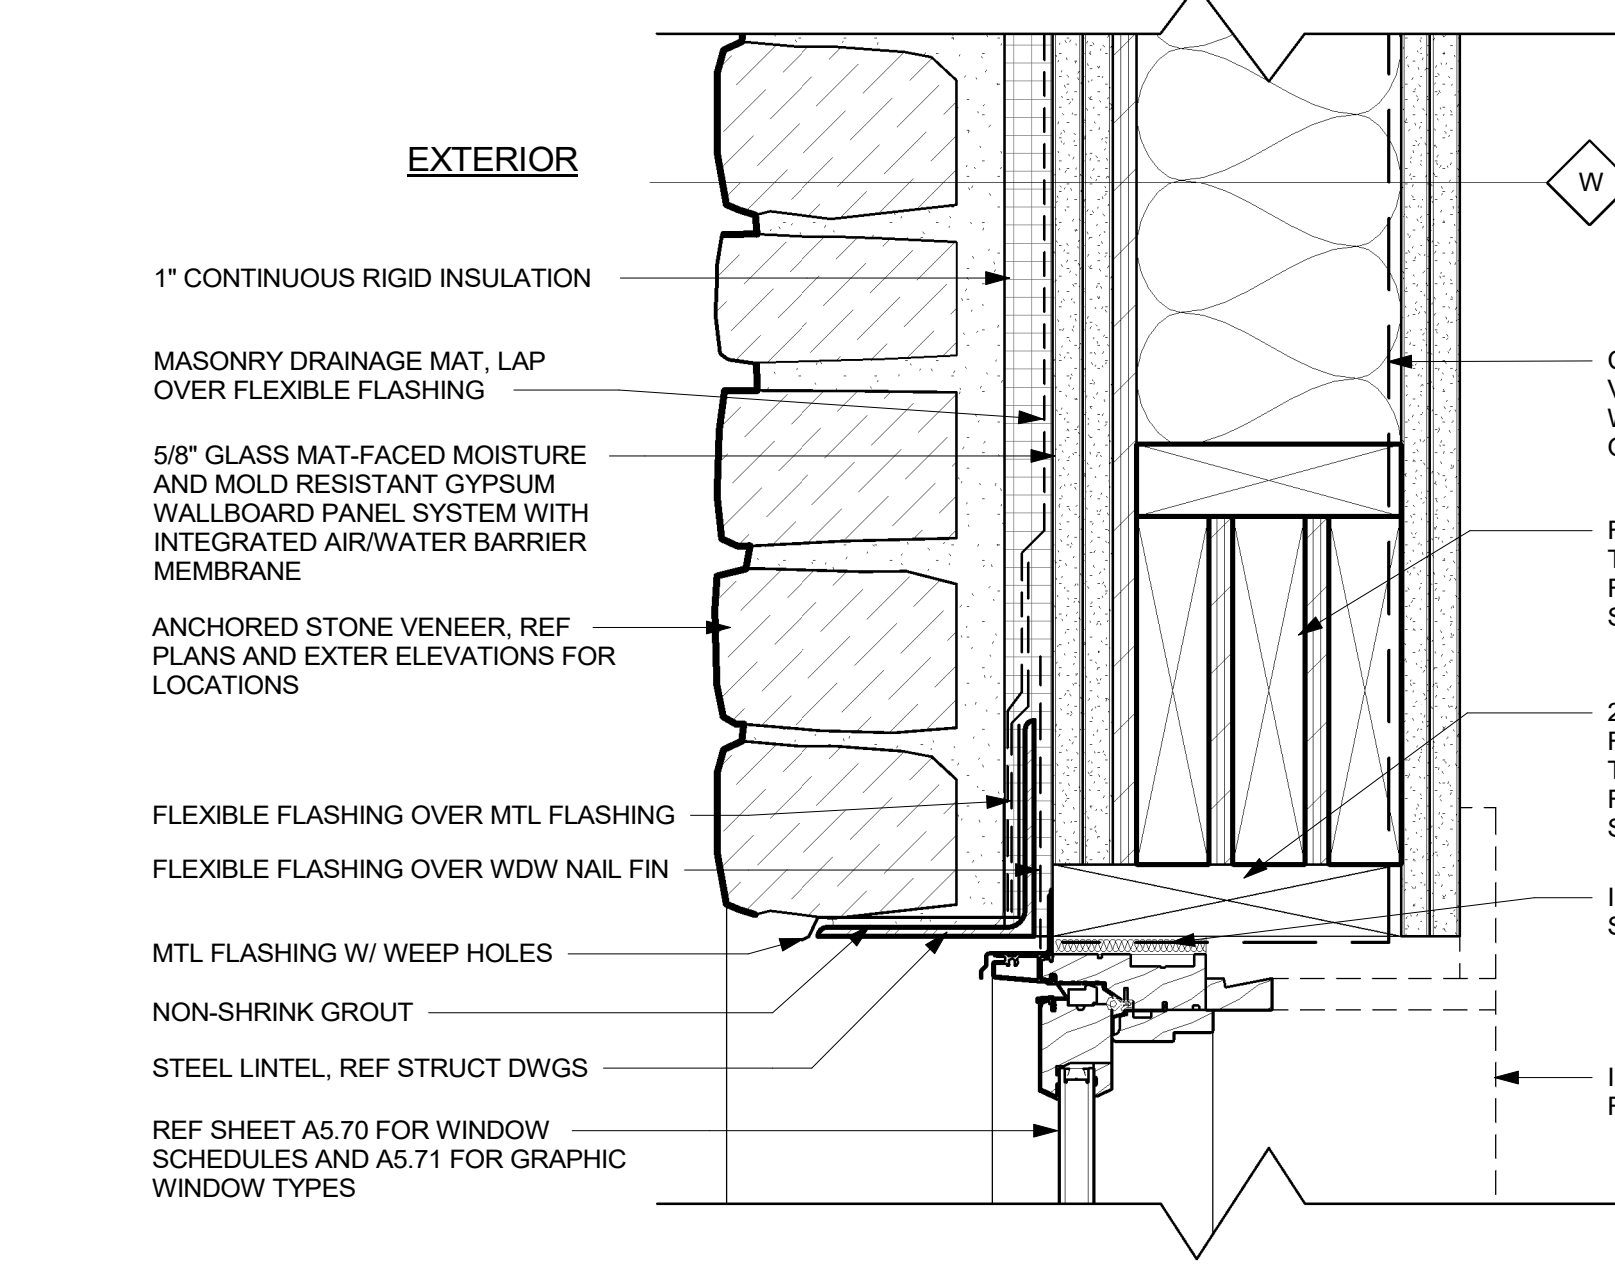 EXTERIOR
W
1" CONTINUOUS RIGID INSULATION
MASONRY DRAINAGE MAT, LAP
OVER FLEXIBLE FLASHING
5/8" GLASS MAT-FACED MOISTURE
AND MOLD RESISTANT GYPSUM
WALLBOARD PANEL SYSTEM WITH
INTEGRATED AIR/WATER BARRIER
MEMBRANE
ANCHORED STONE VENEER, REF
PLANS AND EXTER ELEVATIONS FOR
LOCATIONS
FLEXIBLE FLASHING OVER MTL FLASHING
FLEXIBLE FLASHING OVER WDW NAIL FIN
MTL FLASHING W/ WEEP HOLES
NON-SHRINK GROUT
STEEL LINTEL, REF STRUCT DWGS
REF SHEET A5.70 FOR WINDOW
SCHEDULES AND A5.71 FOR GRAPHIC
WINDOW TYPES